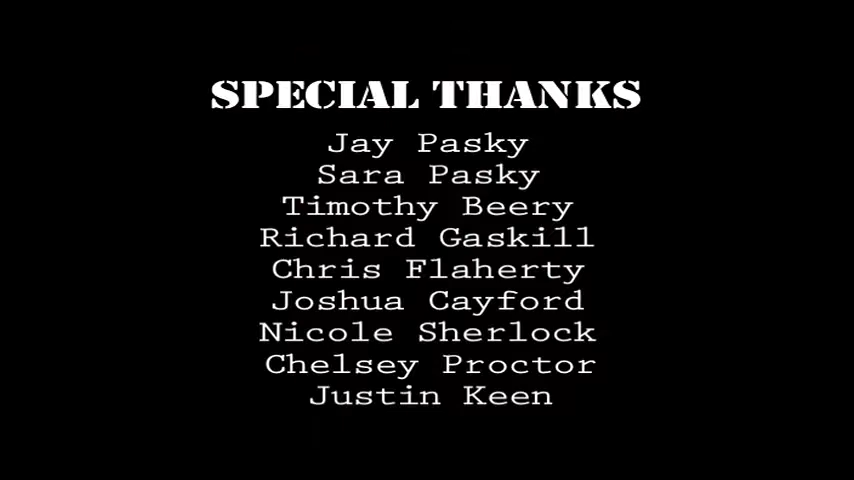 SPECIAL THANKS
Jay Pasky
Sara Pasky
Timothy Beery
Richard Gaskill
Chris Flaherty
Joshua Cayford
Nicole Sherlock
Chelsey Proctor
Justin Keen